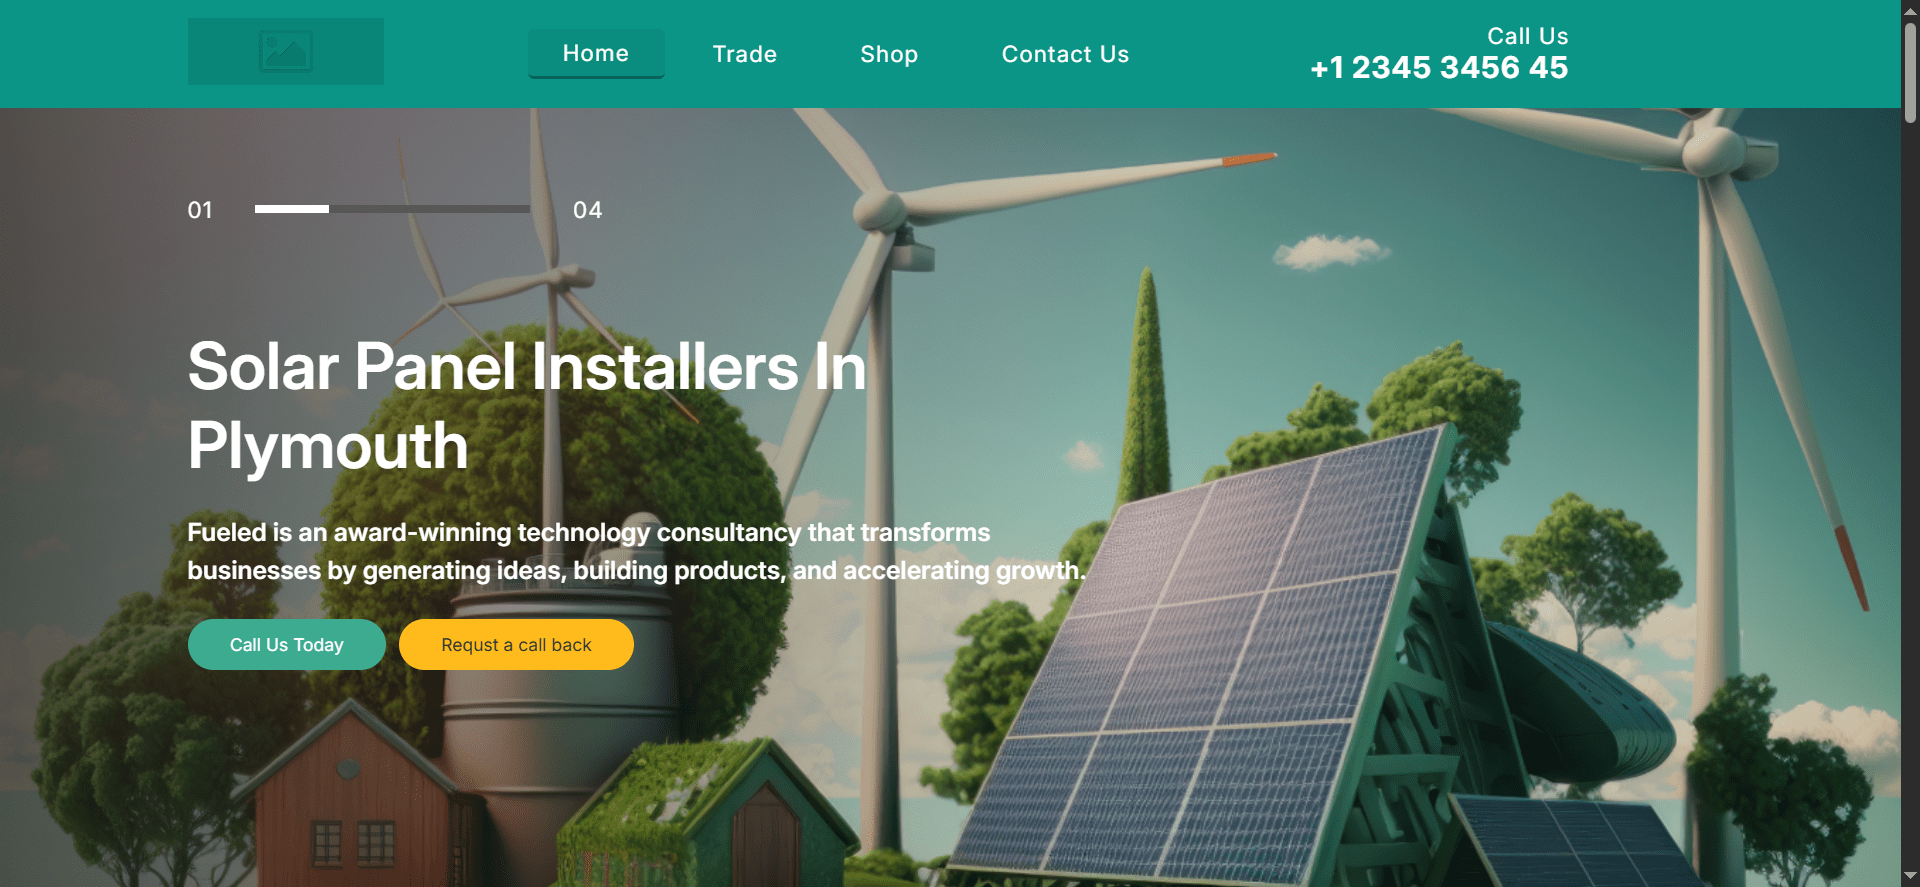 Home
Trade
Shop
Contact Us
Call Us
+1 2345 3456 45
01
04
Solar Panel Installers In
Plymouth
Fueled is an award-winning technology consultancy that transforms
businesses by generating ideas, building products, and accelerating growth.
Call Us Today
Requst a call back